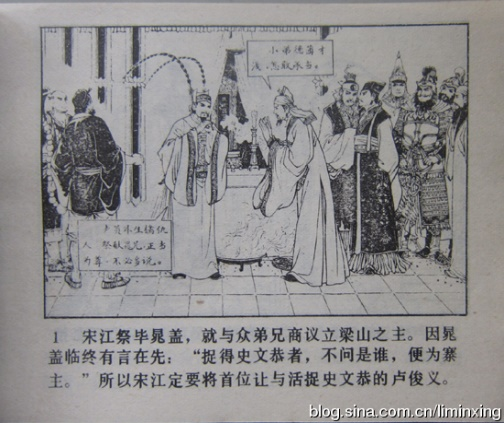 小弟德薄才
浅,怎敢承当。
卢员外生擒仇
人,祭献晁兄,正当
为尊,不必
1 宋江祭毕晁盖,就与众弟兄商议立梁山之主。因晁
盖临终有言在先:“捉得史文恭者,不问是谁,便为寨
主。”所以宋江定要将首位让与活捉史文恭的卢俊义。
blog.sina.com.cn/liminxing